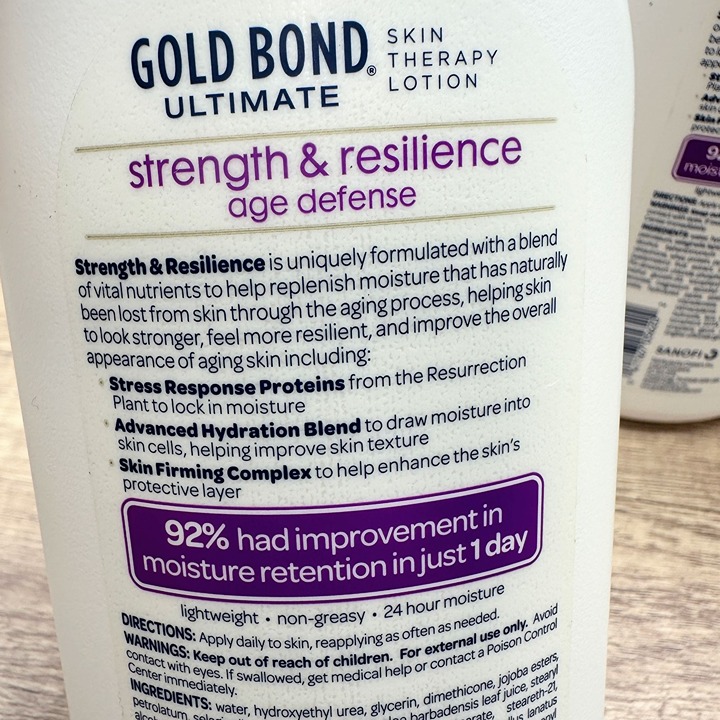 GOLD BOND®
ULTIMATE
SKIN
THERAPY
LOTION
strength & resilience
age defense
Strength & Resilience is uniquely formulated with a blend
of vital nutrients to help replenish moisture that has naturally
been lost from skin through the aging process, helping skin
to look stronger, feel more resilient, and improve the overall
appearance of aging skin including:
• Stress Response Proteins from the Resurrection
Plant to lock in moisture
• Advanced Hydration Blend to draw moisture into
skin cells, helping improve skin texture
• Skin Firming Complex to help enhance the skin's
protective layer
92% had improvement in
moisture retention in just 1 day
lightweight • non-greasy • 24 hour moisture
DIRECTIONS: Apply daily to skin, reapplying as often as needed.
WARNINGS: Keep out of reach of children. For external use only. Avoid
contact with eyes. If swallowed, get medical help or contact a Poison Control
Center immediately.
INGREDIENTS: water, hydroxyethyl urea, glycerin, dimethicone, jojoba esters,
petrolatum, barbadensis leaf juice, stearyl
steareth-21,
lanatus
SANOFI